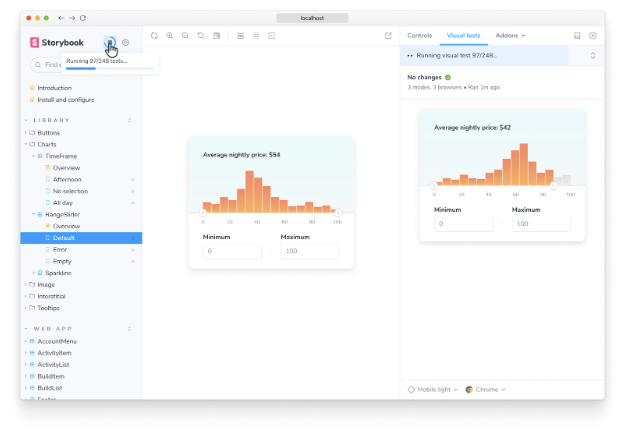 localhost
Storybook
Controls
Visual tests
Addons
Find c
Running 97/248 tests...
Running visual test 97/248...
No changes
3 modes, 3 browsers • Ran 1m ago
Introduction
Install and configure
LIBRARY
Buttons
Charts
TimeFrame
Overview
Afternoon
No selection
All day
RangeSlider
Overview
Default
Error
Empty
Sparkline
Image
Interstitial
Tooltips
WEB APP
AccountMenu
ActivityItem
ActivityList
BuildItem
BuildList
Footer
Average nightly price: $54
0 20 40 60 80 100
Minimum Maximum
0 – 100
Average nightly price: $42
0 20 40 60 80 100
Minimum Maximum
0 – 100
Mobile light
Chrome